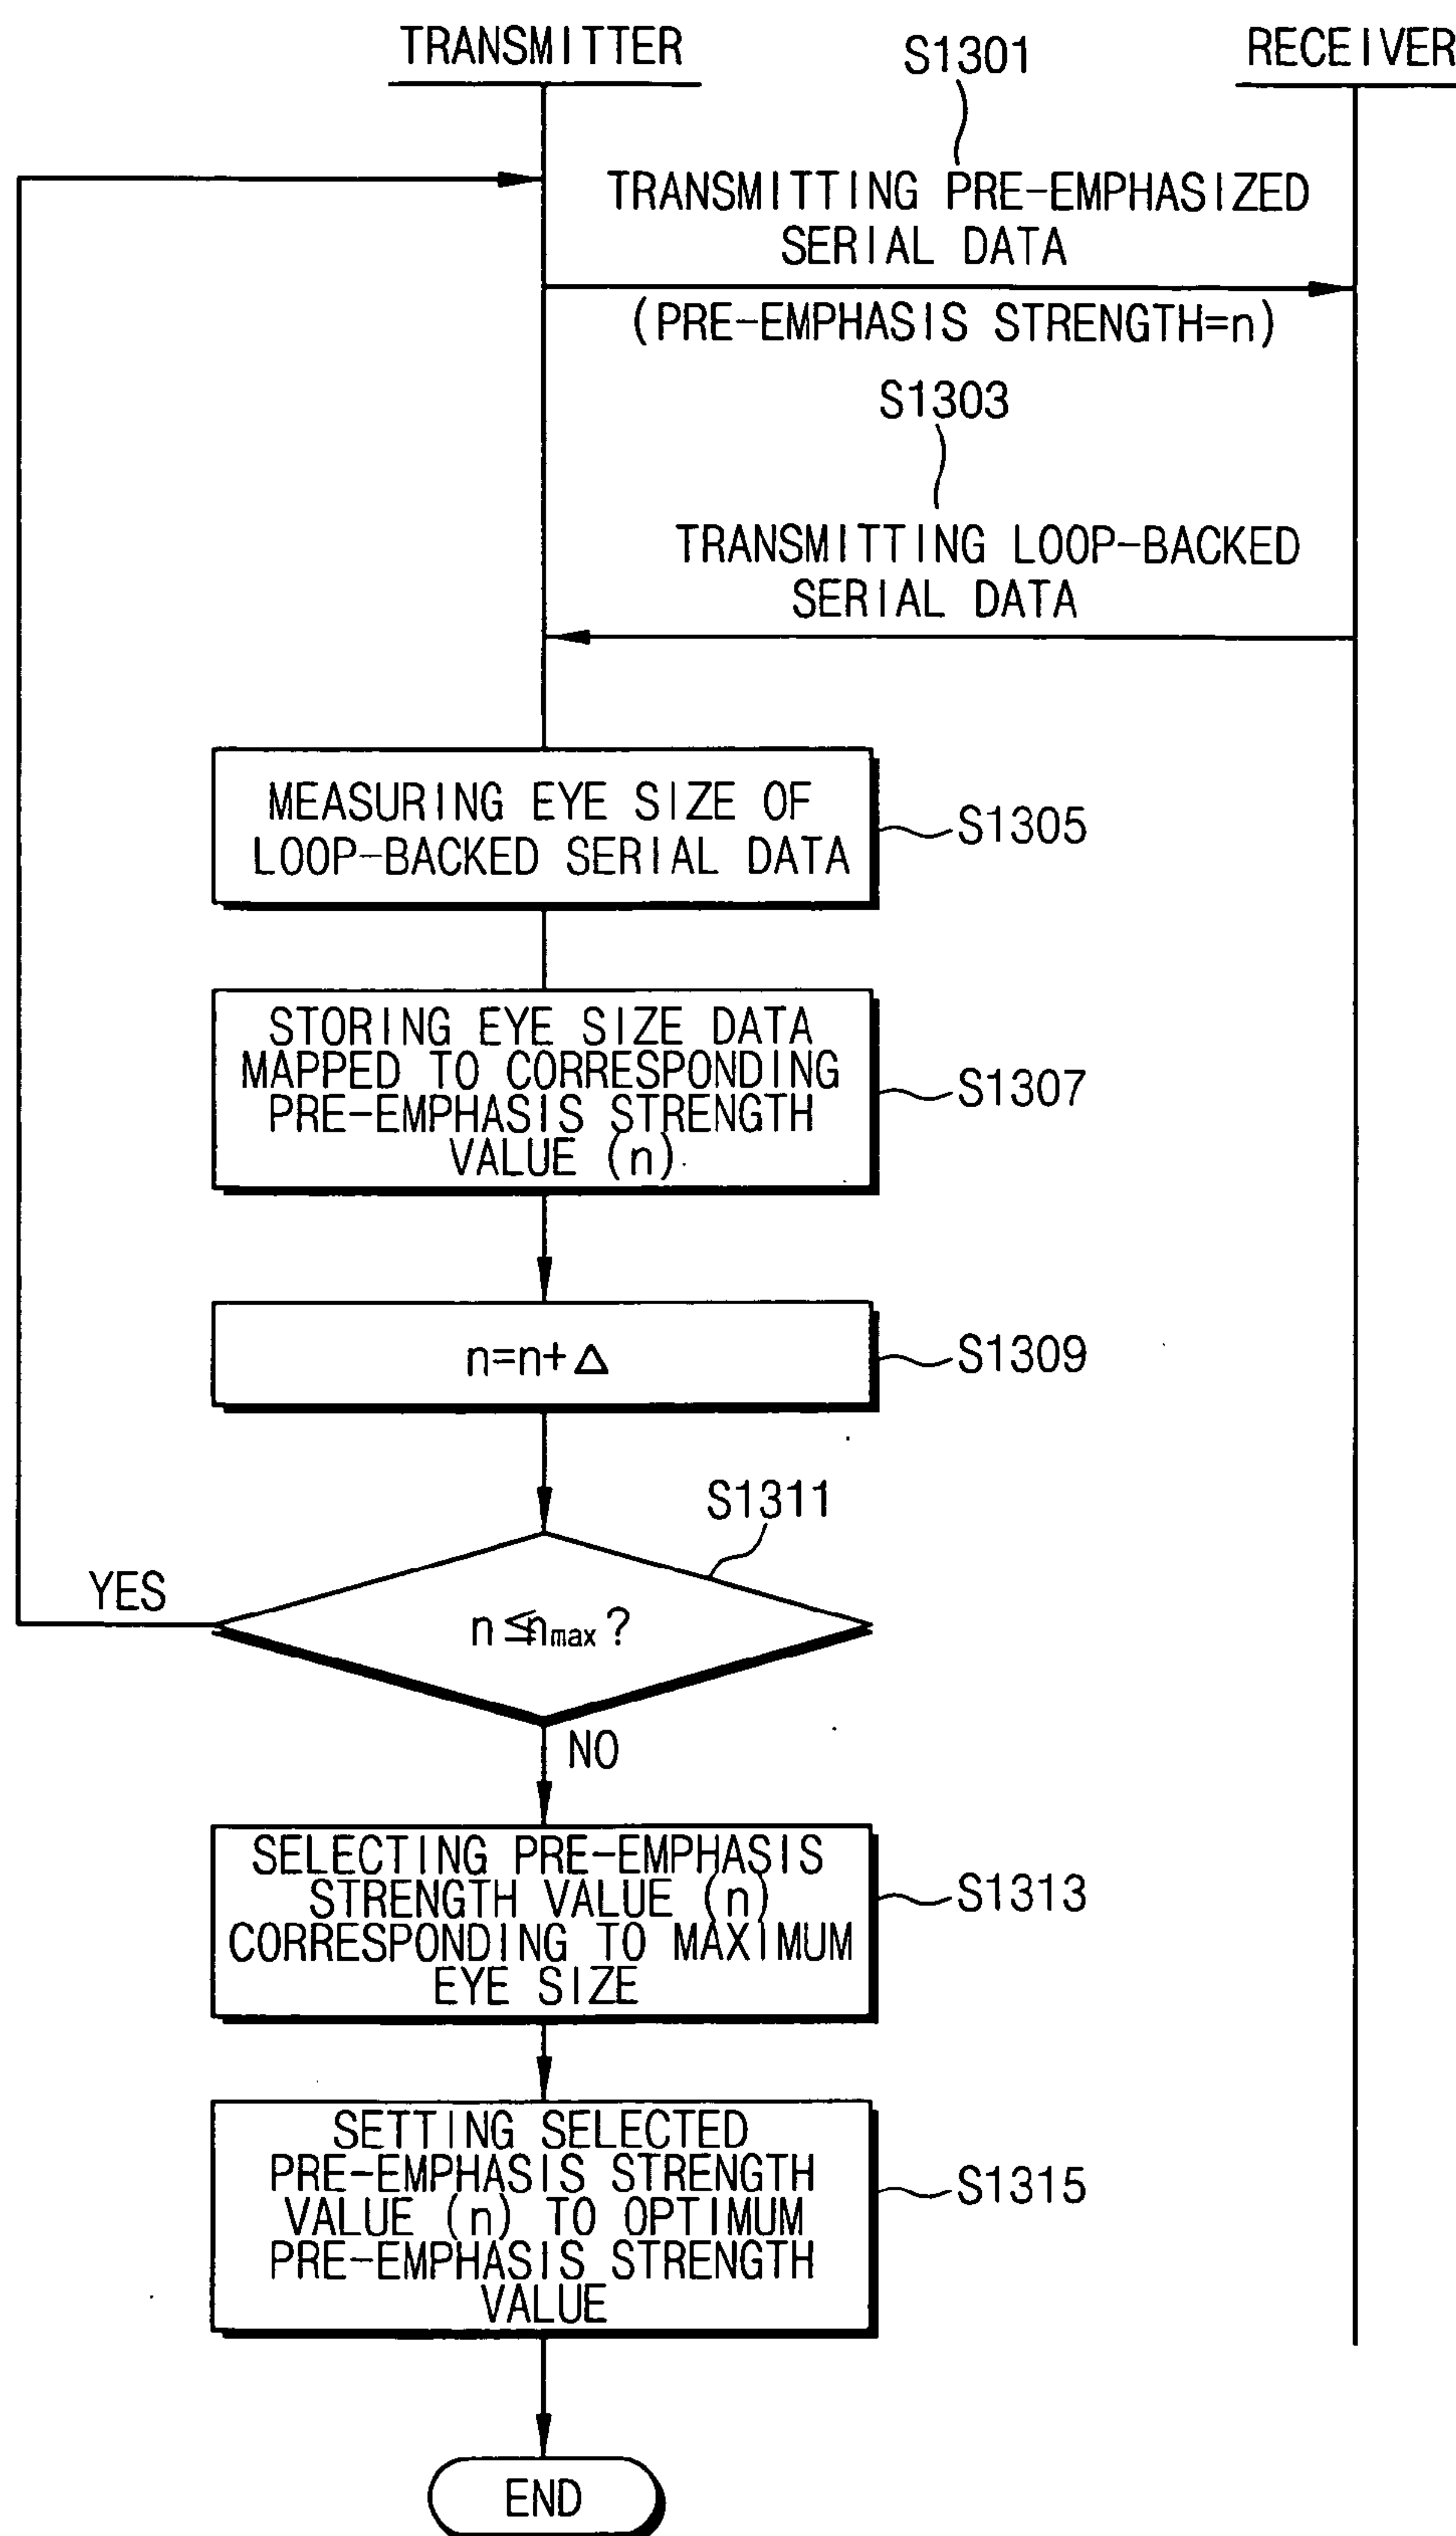 TRANSMITTER
S1301
RECEIVER
TRANSMITTING PRE-EMPHASIZED
SERIAL DATA
(PRE-EMPHASIS STRENGTH=n)
S1303
TRANSMITTING LOOP-BACKED
SERIAL DATA
MEASURING EYE SIZE OF
LOOP-BACKED SERIAL DATA
S1305
STORING EYE SIZE DATA
MAPPED TO CORRESPONDING
PRE-EMPHASIS STRENGTH
VALUE (n)
S1307
n=n+Δ
S1309
S1311
YES
n≦nmax?
NO
SELECTING PRE-EMPHASIS
STRENGTH VALUE (n)
CORRESPONDING TO MAXIMUM
EYE SIZE
S1313
SETTING SELECTED
PRE-EMPHASIS STRENGTH
VALUE (n) TO OPTIMUM
PRE-EMPHASIS STRENGTH
VALUE
S1315
END